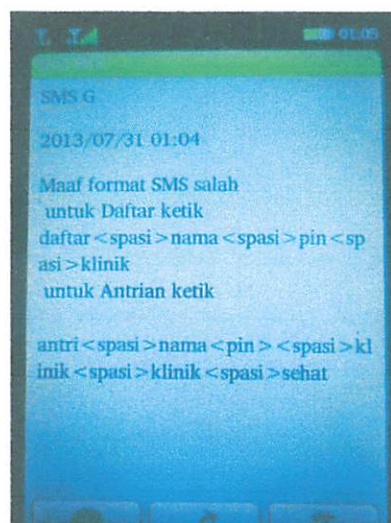 01:05
SMS G
2013/07/31 01:04
Maaf format SMS salah
untuk Daftar ketik
daftar<spasi>nama<spasi>pin<sp
asi>klinik
untuk Antrian ketik
antri<spasi>nama<pin><spasi>kl
inik<spasi>klinik<spasi>sehat